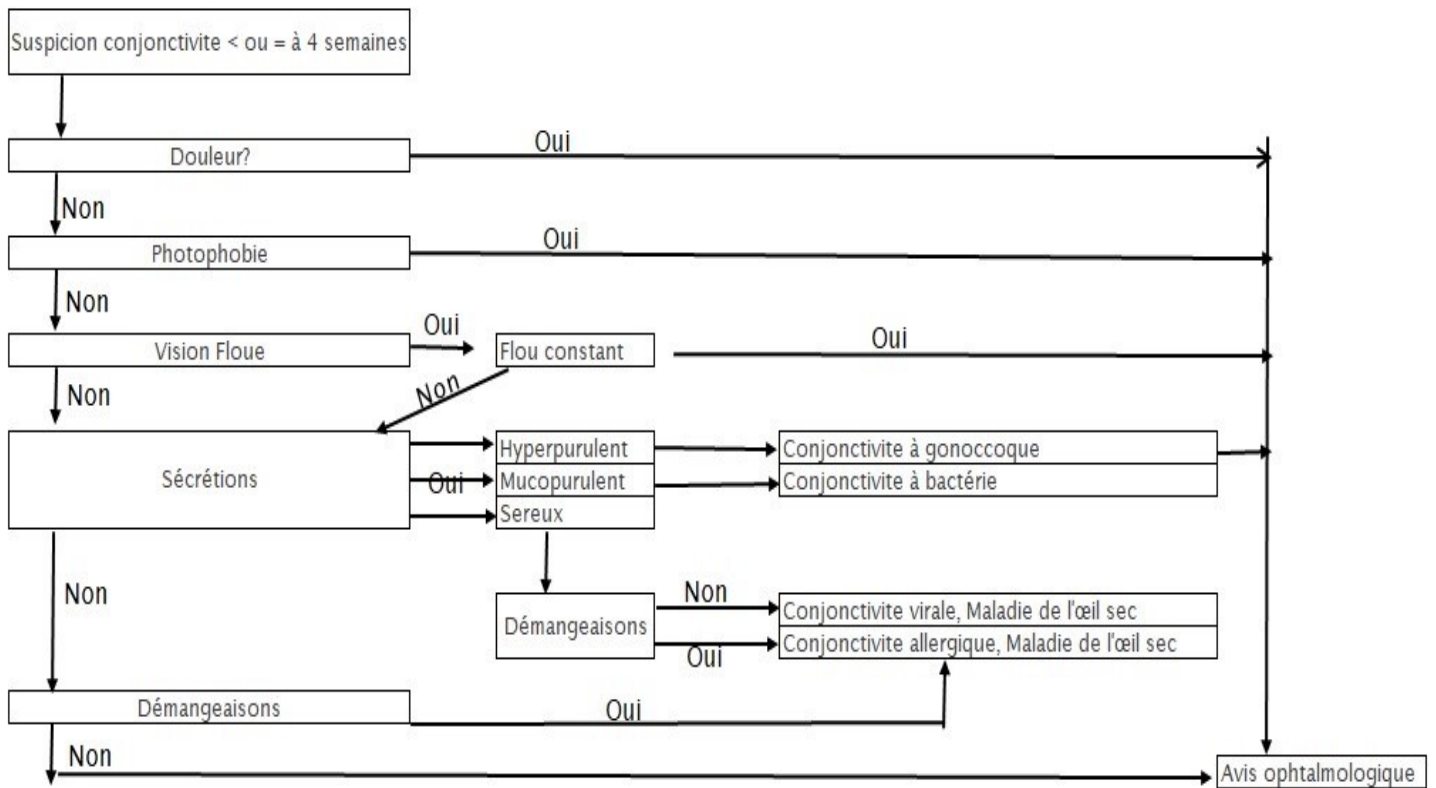 Suspicion conjonctivite < ou = à 4 semaines
Oui
Douleur?
Non
Oui
Photophobie
Non
Oui
Oui
Vision Floue
Flou constant
Non
Non
Hyperpurulent
Conjonctivite à gonoccoque
Sécrétions
Oui
Mucopurulent
Conjonctivite à bactérie
Sereux
Non
Non
Démangeaisons
Conjonctivite virale, Maladie de l'œil sec
Conjonctivite allergique, Maladie de l'œil sec
Oui
Démangeaisons
Oui
Non
Avis ophtalmologique